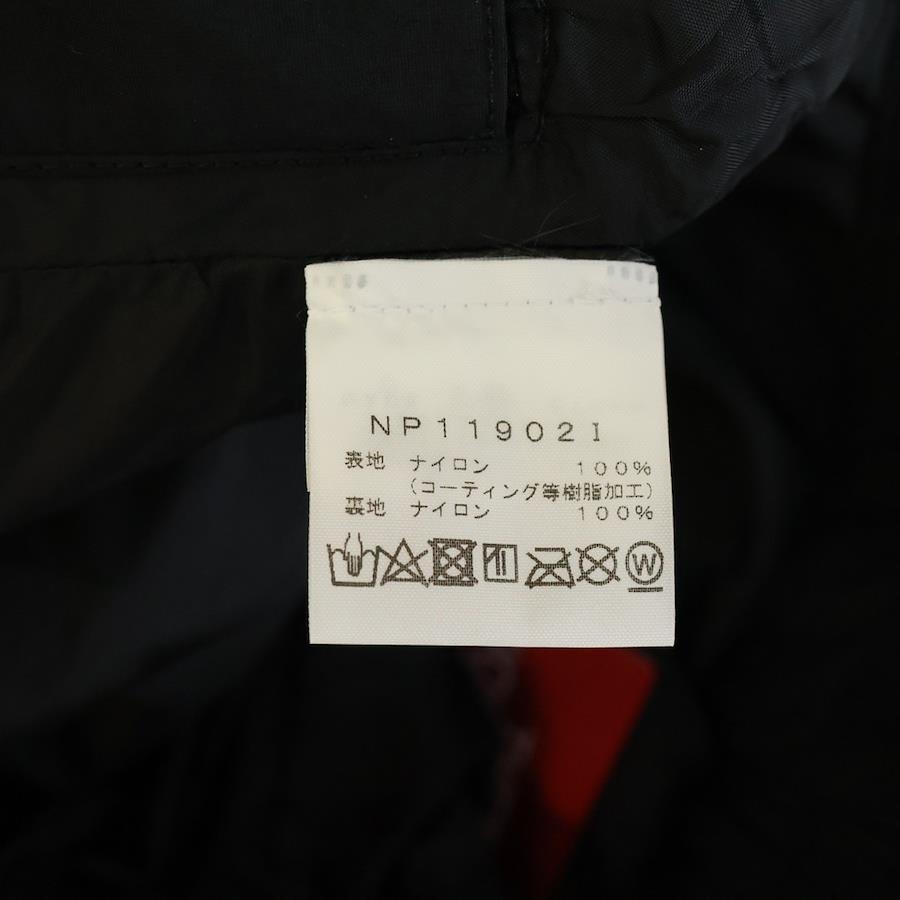 NP11902I
表地 ナイロン 100%
(コーティング等樹脂加工)
裏地 ナイロン 100%
W